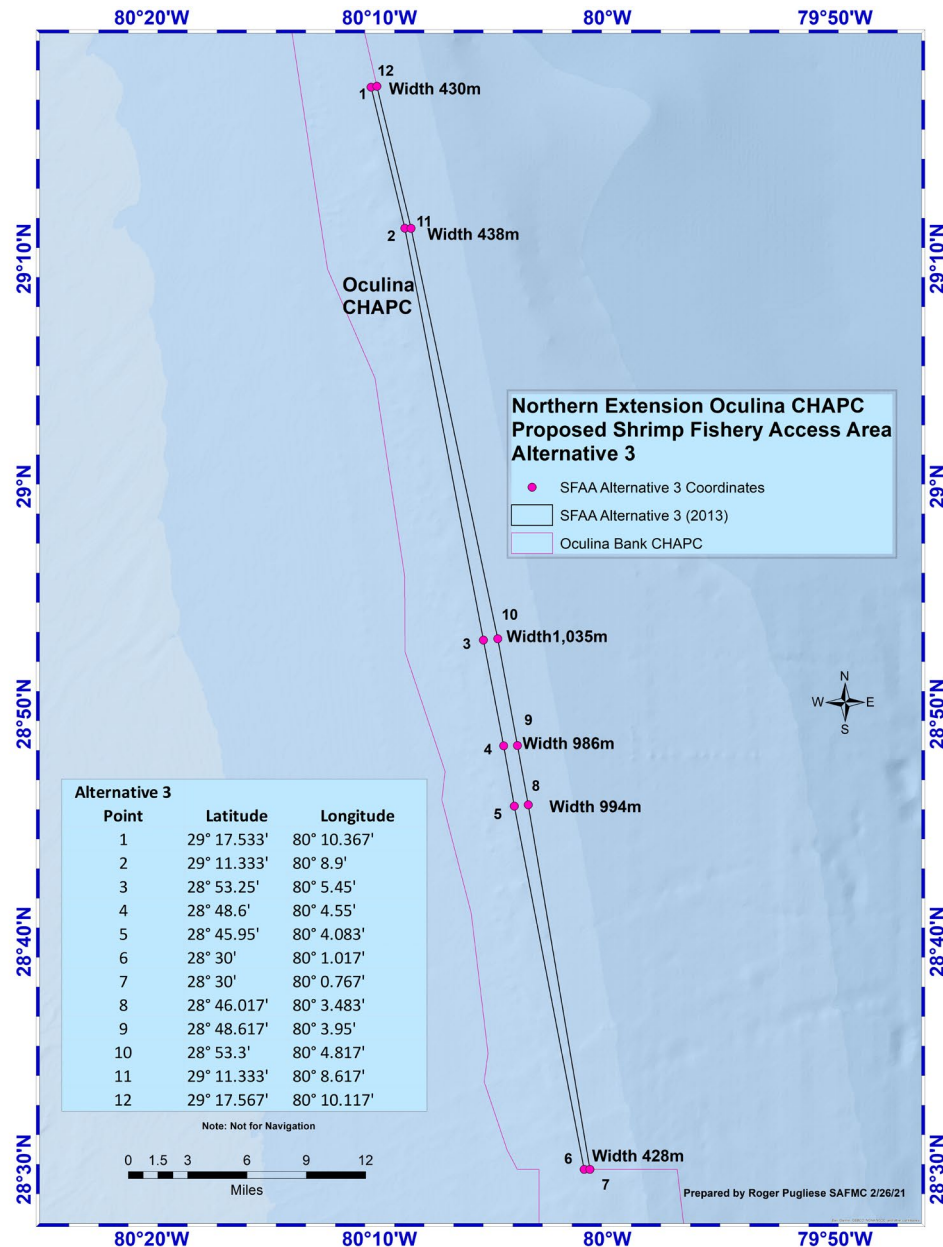 80°20'W 80°10'W 80°W 79°50'W
12
1
Width 430m
11
2
Width 438m
29°10'N 29°10'N
Oculina
CHAPC
Northern Extension Oculina CHAPC
Proposed Shrimp Fishery Access Area
Alternative 3
SFAA Alternative 3 Coordinates
SFAA Alternative 3 (2013)
Oculina Bank CHAPC
29°N 29°N
10
3
Width1,035m
N
W E
S
28°50'N 28°50'N
9
4
Width 986m
8
5
Width 994m
Alternative 3
Point Latitude Longitude
1 29° 17.533' 80° 10.367'
2 29° 11.333' 80° 8.9'
3 28° 53.25' 80° 5.45'
4 28° 48.6' 80° 4.55'
5 28° 45.95' 80° 4.083'
6 28° 30' 80° 1.017'
7 28° 30' 80° 0.767'
8 28° 46.017' 80° 3.483'
9 28° 48.617' 80° 3.95'
10 28° 53.3' 80° 4.817'
11 29° 11.333' 80° 8.617'
12 29° 17.567' 80° 10.117'
28°40'N 28°40'N
Note: Not for Navigation
0 1.5 3 6 9 12
Miles
6
Width 428m
7
28°30'N 28°30'N
Prepared by Roger Pugliese SAFMC 2/26/21
80°20'W 80°10'W 80°W 79°50'W